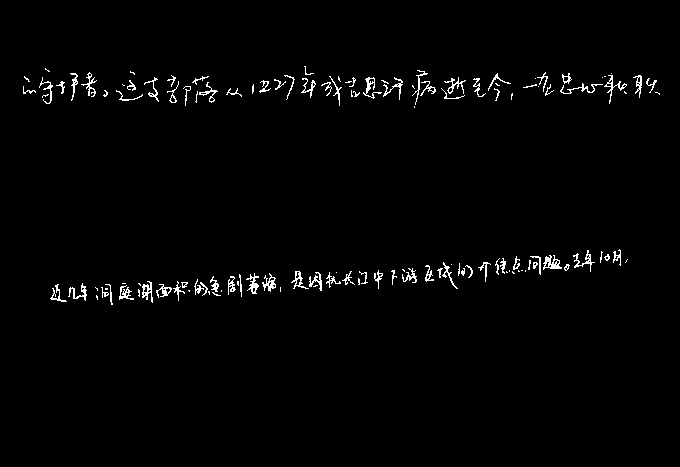 守护者。这支部落从1227年成吉思汗病逝至今，一直忠心耿耿
近几年洞庭湖面积的急剧萎缩，是困扰长江中下游区域的焦点问题。去年10月，